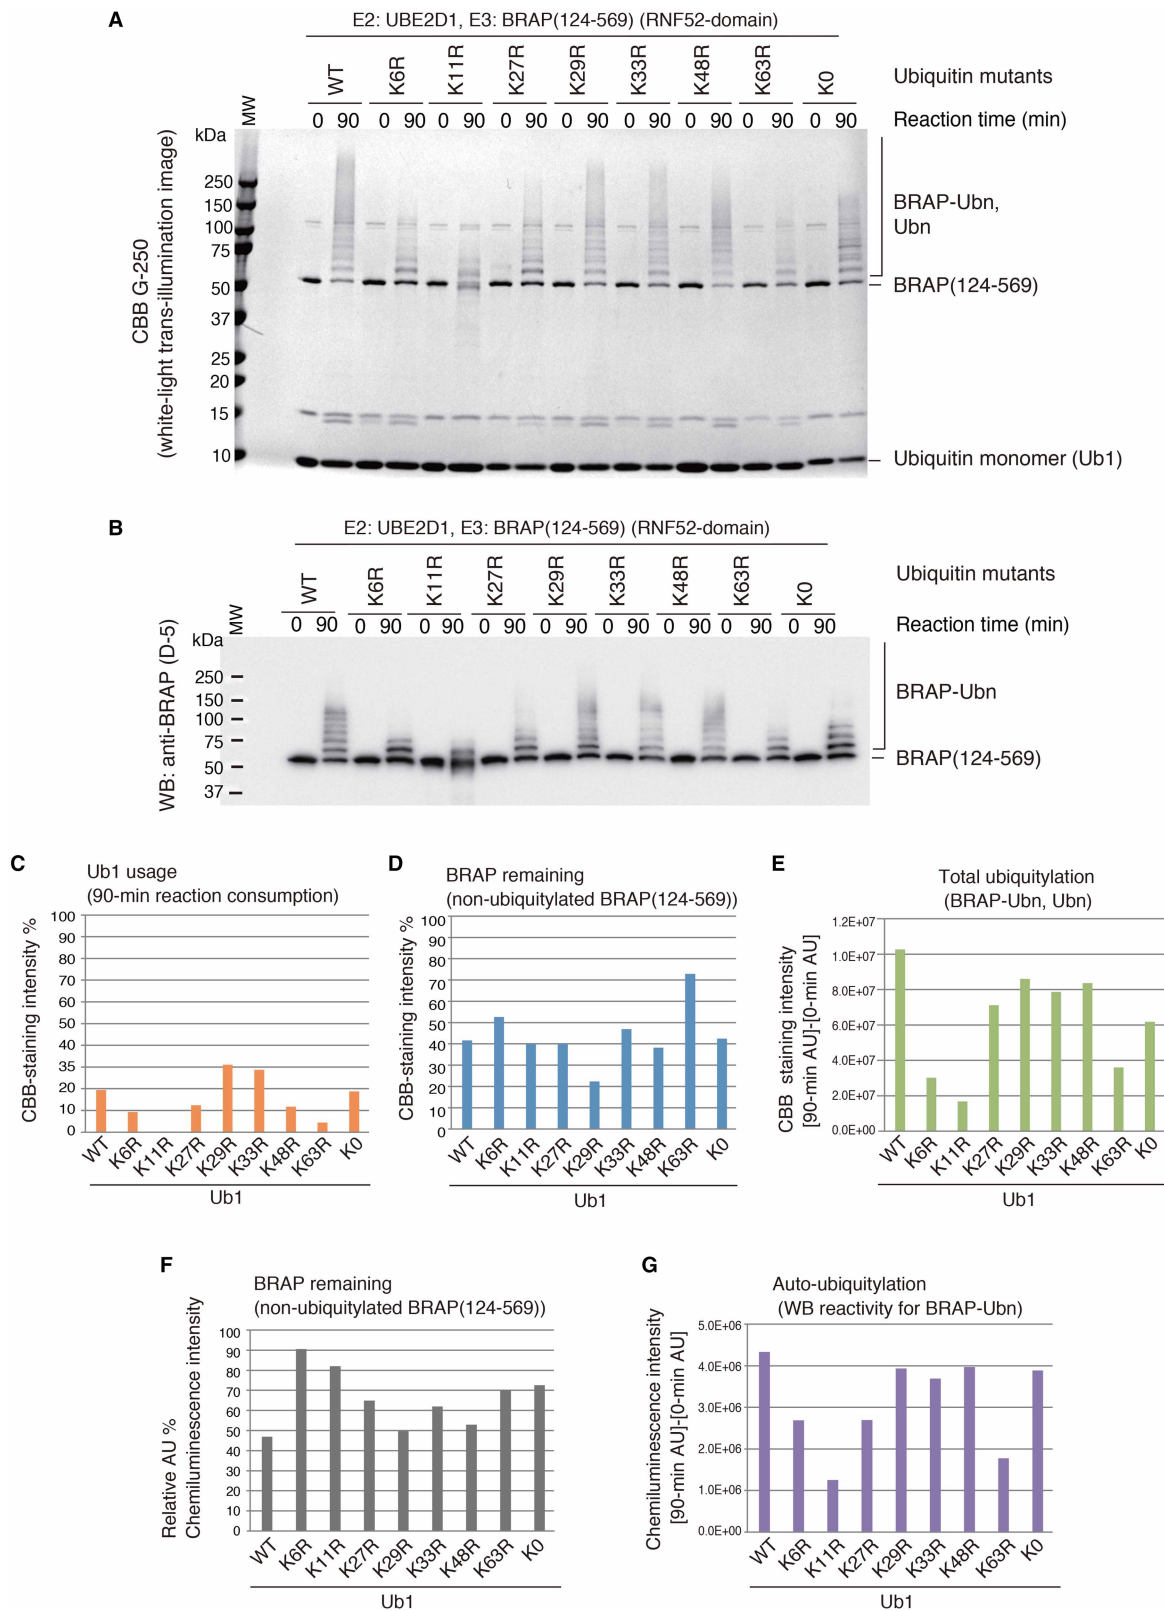 A
E2: UBE2D1, E3: BRAP(124-569) (RNF52-domain)
WT K6R K11R K27R K29R K33R K48R K63R K0
Ubiquitin mutants
MW
0 90 0 90 0 90 0 90 0 90 0 90 0 90 0 90 0 90
Reaction time (min)
kDa
250
150
100
75
50
37
25
20
15
10
CBB G-250
(white-light trans-illumination image)
BRAP-Ubn,
Ubn
BRAP(124-569)
Ubiquitin monomer (Ub1)
B
E2: UBE2D1, E3: BRAP(124-569) (RNF52-domain)
WT K6R K11R K27R K29R K33R K48R K63R K0
Ubiquitin mutants
MW
0 90 0 90 0 90 0 90 0 90 0 90 0 90 0 90 0 90
Reaction time (min)
kDa
250
150
100
75
50
37
WB: anti-BRAP (D-5)
BRAP-Ubn
BRAP(124-569)
C
Ub1 usage
(90-min reaction consumption)
CBB-staining intensity %
100
90
80
70
60
50
40
35
20
10
0
WT K6R K11R K27R K29R K33R K48R K63R K0
Ub1
D
BRAP remaining
(non-ubiquitylated BRAP(124-569))
CBB-staining intensity %
100
90
80
70
60
50
40
30
20
10
0
WT K6R K11R K27R K29R K33R K48R K63R K0
Ub1
E
Total ubiquitylation
(BRAP-Ubn, Ubn)
CBB staining intensity
[90-min AU]-[0-min AU]
1.2E+07
1.0E+07
8.0E+07
6.0E+07
4.0E+07
2.0E+07
0.0E+00
WT K6R K11R K27R K29R K33R K48R K63R K0
Ub1
F
BRAP remaining
(non-ubiquitylated BRAP(124-569))
Relative AU %
Chemiluminescence intensity
100
90
80
70
60
50
40
30
20
10
0
WT K6R K11R K27R K29R K33R K48R K63R K0
Ub1
G
Auto-ubiquitylation
(WB reactivity for BRAP-Ubn)
Chemiluminescence intensity
[90-min AU]-[0-min AU]
5.0E+06
4.0E+06
3.0E+06
2.0E+06
1.0E+06
0.0E+00
WT K6R K11R K27R K29R K33R K48R K63R K0
Ub1